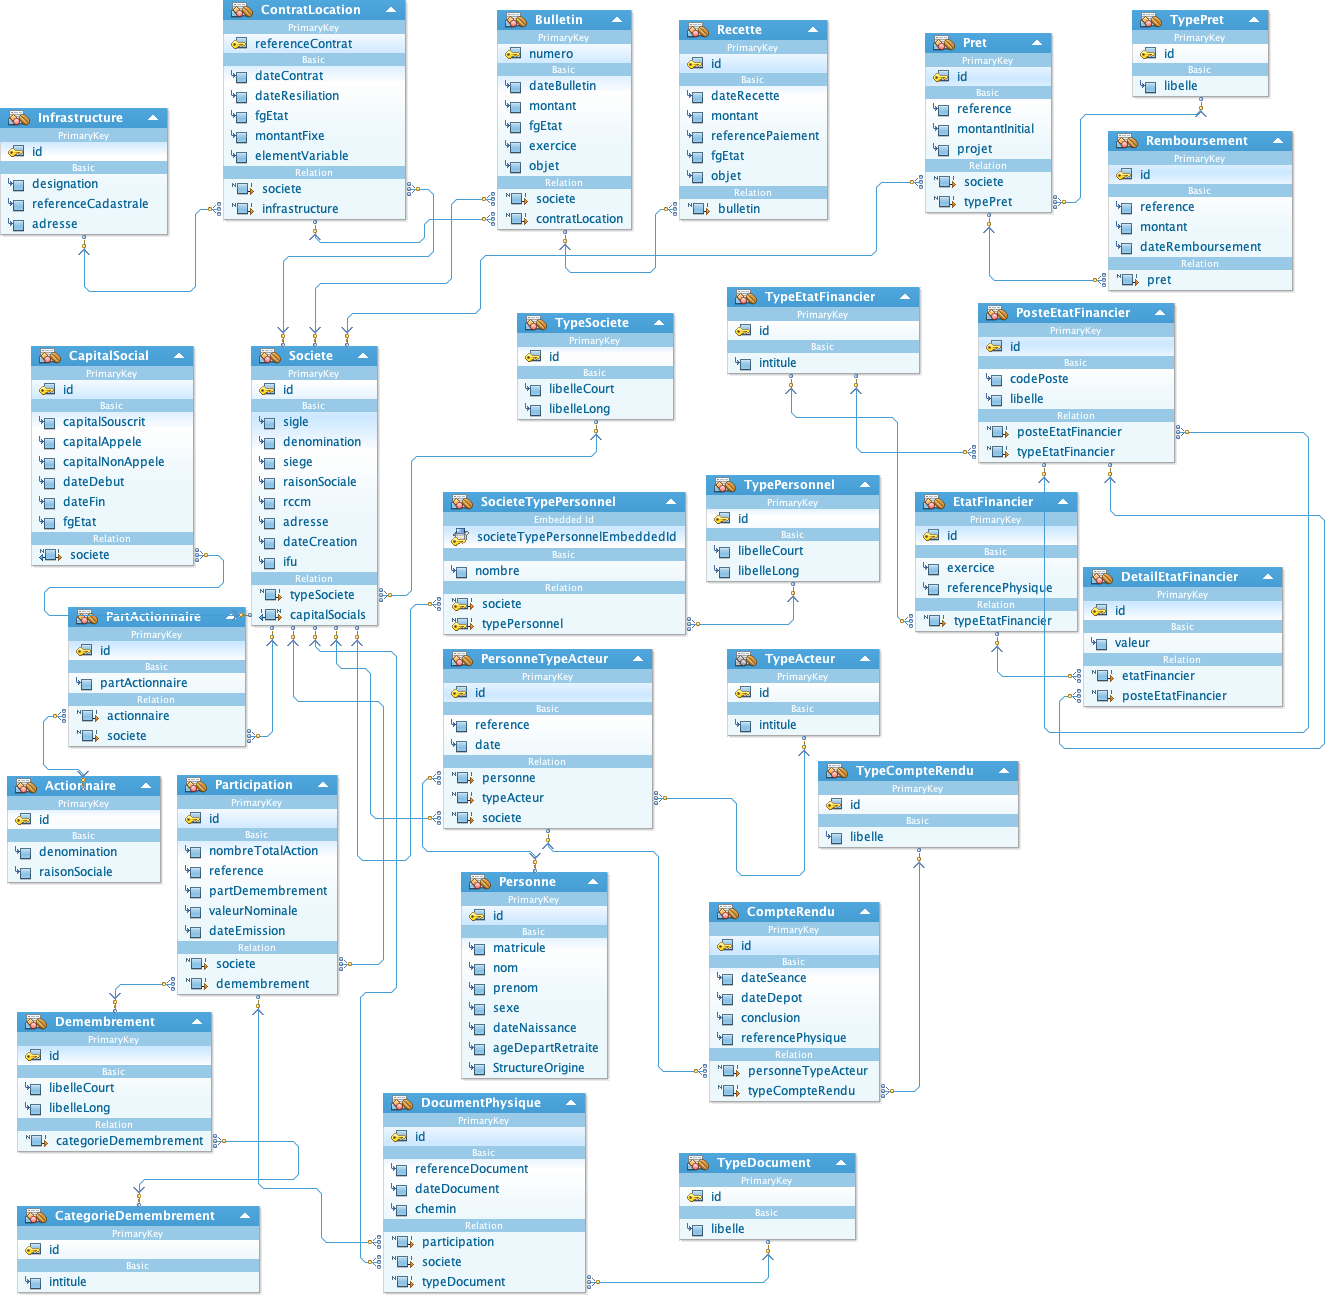 ContratLocation
PrimaryKey
referenceContrat
Basic
dateContrat
dateResiliation
fgEtat
montantFixe
elementVariable
Relation
societe
infrastructure
Bulletin
PrimaryKey
numero
Basic
dateBulletin
montant
fgEtat
exercice
objet
Relation
societe
contratLocation
Recette
PrimaryKey
id
Basic
dateRecette
montant
referencePaiement
fgEtat
objet
Relation
bulletin
Pret
PrimaryKey
id
Basic
reference
montantInitial
projet
Relation
societe
typePret
TypePret
PrimaryKey
id
Basic
libelle
Infrastructure
PrimaryKey
id
Basic
designation
referenceCadastrale
adresse
Remboursement
PrimaryKey
id
Basic
reference
montant
dateRemboursement
Relation
pret
TypeEtatFinancier
PrimaryKey
id
Basic
intitule
PosteEtatFinancier
PrimaryKey
id
Basic
codePoste
libelle
Relation
posteEtatFinancier
typeEtatFinancier
TypeSociete
PrimaryKey
id
Basic
libelleCourt
libelleLong
CapitalSocial
PrimaryKey
id
Basic
capitalSouscrit
capitalAppele
capitalNonAppele
dateDebut
dateFin
fgEtat
Relation
societe
Societe
PrimaryKey
id
Basic
sigle
denomination
siege
raisonSociale
rccm
adresse
dateCreation
ifu
Relation
typeSociete
capitalSocials
SocieteTypePersonnel
Embedded Id
societeTypePersonnelEmbeddedId
Basic
nombre
Relation
societe
typePersonnel
TypePersonnel
PrimaryKey
id
Basic
libelleCourt
libelleLong
EtatFinancier
PrimaryKey
id
Basic
exercice
referencePhysique
Relation
typeEtatFinancier
DetailEtatFinancier
PrimaryKey
id
Basic
valeur
Relation
etatFinancier
posteEtatFinancier
PartActionnaire
PrimaryKey
id
Basic
partActionnaire
Relation
actionnaire
societe
PersonneTypeActeur
PrimaryKey
id
Basic
reference
date
Relation
personne
typeActeur
societe
TypeActeur
PrimaryKey
id
Basic
intitule
Actionnaire
PrimaryKey
id
Basic
denomination
raisonSociale
Participation
PrimaryKey
id
Basic
nombreTotalAction
reference
partDemembrement
valeurNominale
dateEmission
Relation
societe
demembrement
TypeCompteRendu
PrimaryKey
id
Basic
libelle
Personne
PrimaryKey
id
Basic
matricule
nom
prenom
sexe
dateNaissance
ageDepartRetraite
StructureOrigine
CompteRendu
PrimaryKey
id
Basic
dateSeance
dateDepot
conclusion
referencePhysique
Relation
personneTypeActeur
typeCompteRendu
Demembrement
PrimaryKey
id
Basic
libelleCourt
libelleLong
Relation
categorieDemembrement
DocumentPhysique
PrimaryKey
id
Basic
referenceDocument
dateDocument
chemin
Relation
participation
societe
typeDocument
TypeDocument
PrimaryKey
id
Basic
libelle
CategorieDemembrement
PrimaryKey
id
Basic
intitule